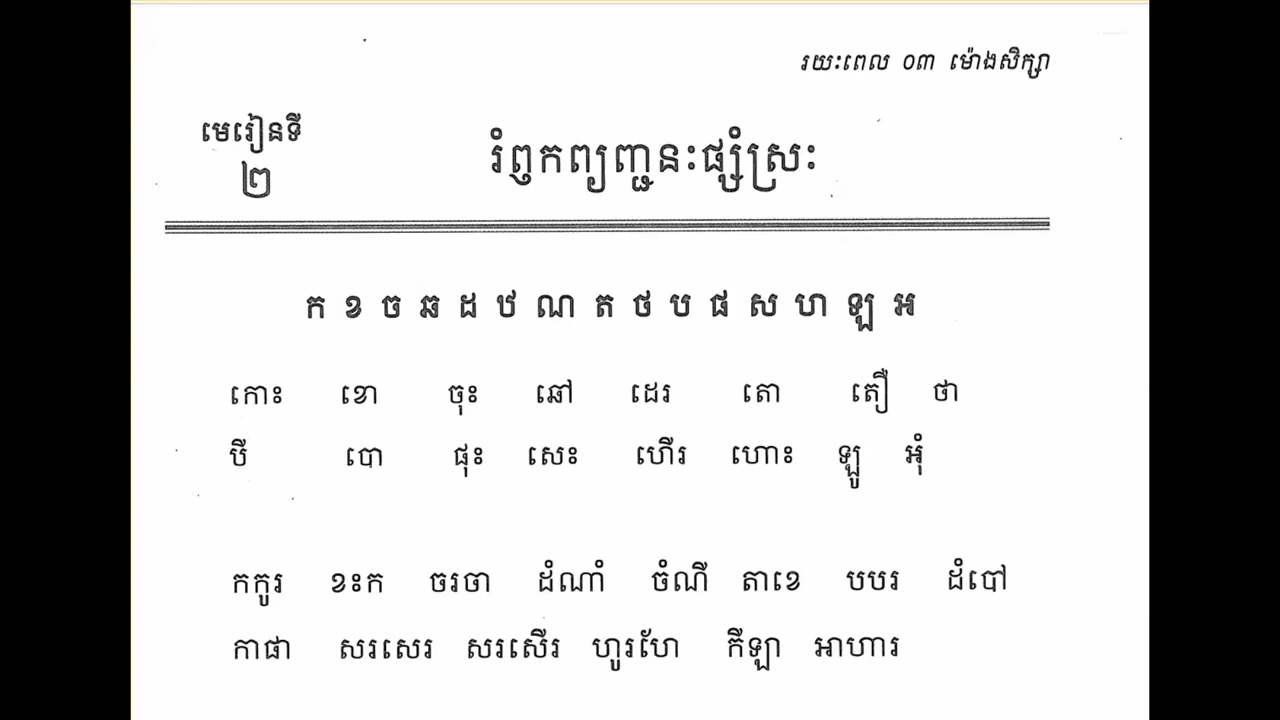 រយៈពេល ០៣ ម៉ោងសិក្សា
មេរៀនទី
២
រំឭកព្យញ្ជនៈផ្សំស្រៈ
ក ខ ច ឆ ដ ឋ ណ ត ថ ប ផ ស ហ ឡ អ
កោះ ខោ ចុះ ឆៅ ដេរ តោ តឿ ថា
បី បោ ផុះ សេះ ហើរ ហោះ ឡូ អុំ
កកូរ ខះក ចរចា ដំណាំ ចំណី តាខេ បបរ ដំបៅ
កាផា សរសេរ សរសើរ ហូរហែ កីឡា អាហារ